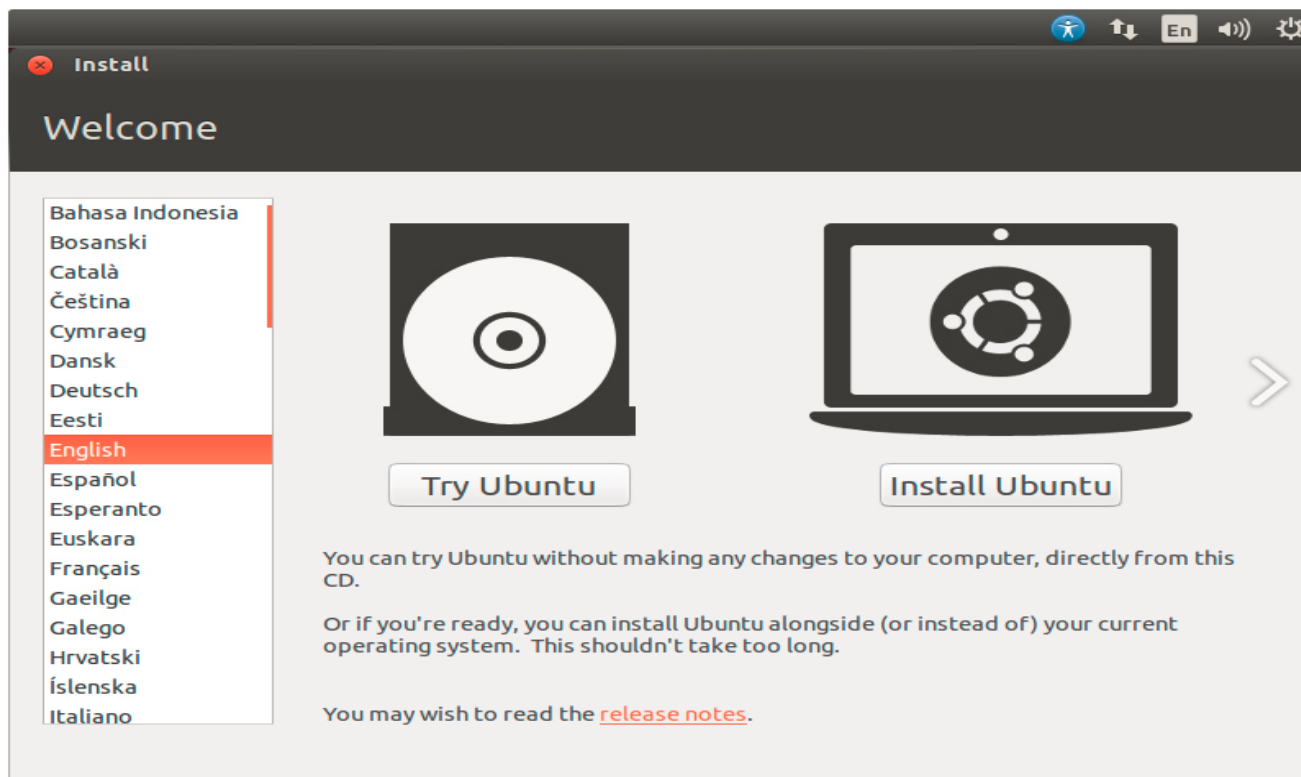 En
Install
Welcome
Bahasa Indonesia
Bosanski
Català
Čeština
Cymraeg
Dansk
Deutsch
Eesti
English
Español
Esperanto
Euskara
Français
Gaeilge
Galego
Hrvatski
Íslenska
Italiano
Try Ubuntu
Install Ubuntu
You can try Ubuntu without making any changes to your computer, directly from this
CD.
Or if you're ready, you can install Ubuntu alongside (or instead of) your current
operating system.  This shouldn't take too long.
You may wish to read the release notes.